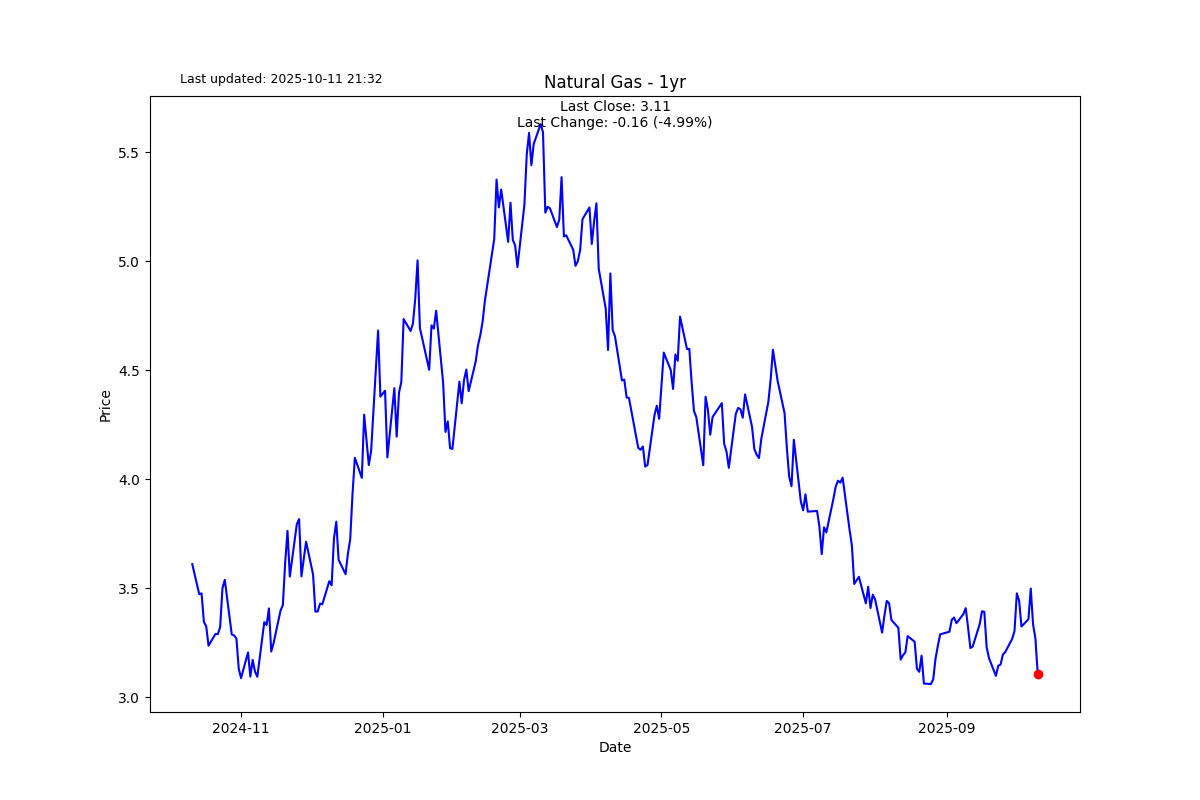 Last updated: 2025-10-11 21:32
Natural Gas - 1yr
Last Close: 3.11
Last Change: -0.16 (-4.99%)
5.5
5.0
4.5
4.0
3.5
3.0
Price
2024-11
2025-01
2025-03
2025-05
2025-07
2025-09
Date